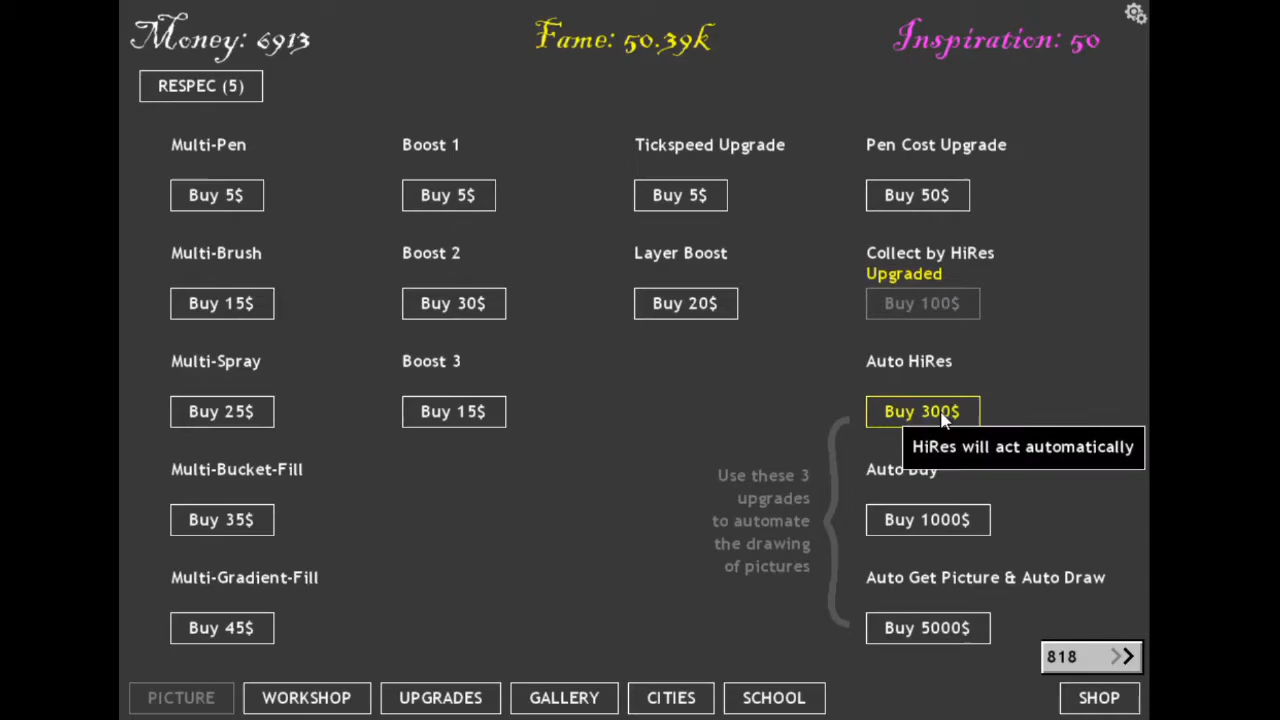 Money: 6913
Fame: 50.39k
Inspiration: 50
RESPEC (5)
Multi-Pen
Boost 1
Tickspeed Upgrade
Pen Cost Upgrade
Buy 5$
Buy 5$
Buy 5$
Buy 50$
Multi-Brush
Boost 2
Layer Boost
Collect by HiRes
Upgraded
Buy 15$
Buy 30$
Buy 20$
Buy 100$
Multi-Spray
Boost 3
Auto HiRes
Buy 25$
Buy 15$
Buy 300$
HiRes will act automatically
Multi-Bucket-Fill
Auto Buy
Use these 3
upgrades
to automate
the drawing
of pictures
Buy 35$
Buy 1000$
Multi-Gradient-Fill
Auto Get Picture & Auto Draw
Buy 45$
Buy 5000$
818
PICTURE
WORKSHOP
UPGRADES
GALLERY
CITIES
SCHOOL
SHOP